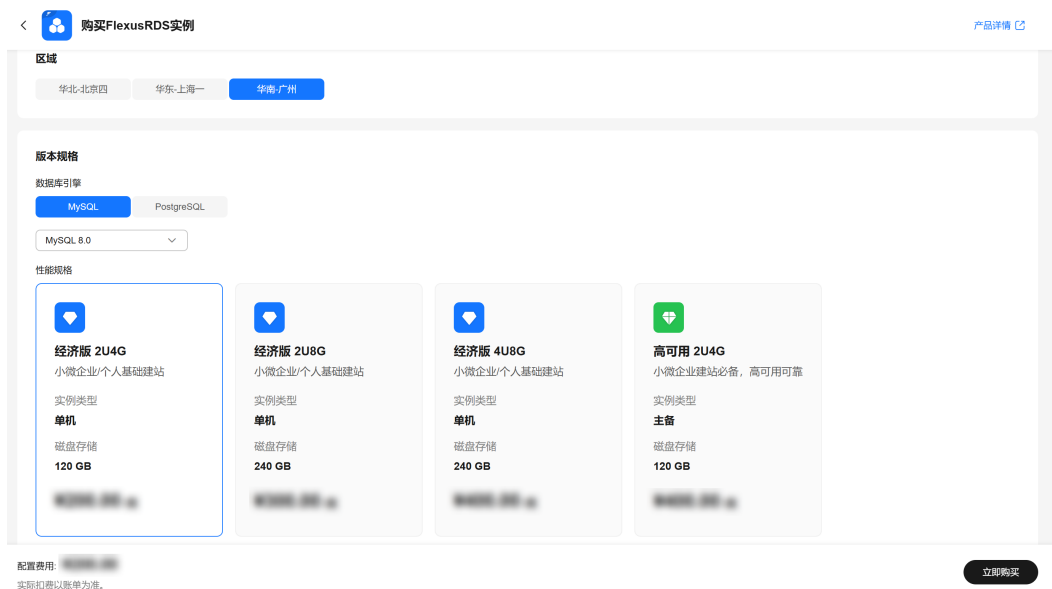 购买FlexusRDS实例
产品详情
区域
华北-北京四
华东-上海一
华南-广州
版本规格
数据库引擎
MySQL
PostgreSQL
MySQL 8.0
性能规格
经济版 2U4G
小微企业/个人基础建站
实例类型
单机
磁盘存储
120 GB
经济版 2U8G
小微企业/个人基础建站
实例类型
单机
磁盘存储
240 GB
经济版 4U8G
小微企业/个人基础建站
实例类型
单机
磁盘存储
240 GB
高可用 2U4G
小微企业建站必备，高可用可靠
实例类型
主备
磁盘存储
120 GB
配置费用:
实际扣费以账单为准。
立即购买